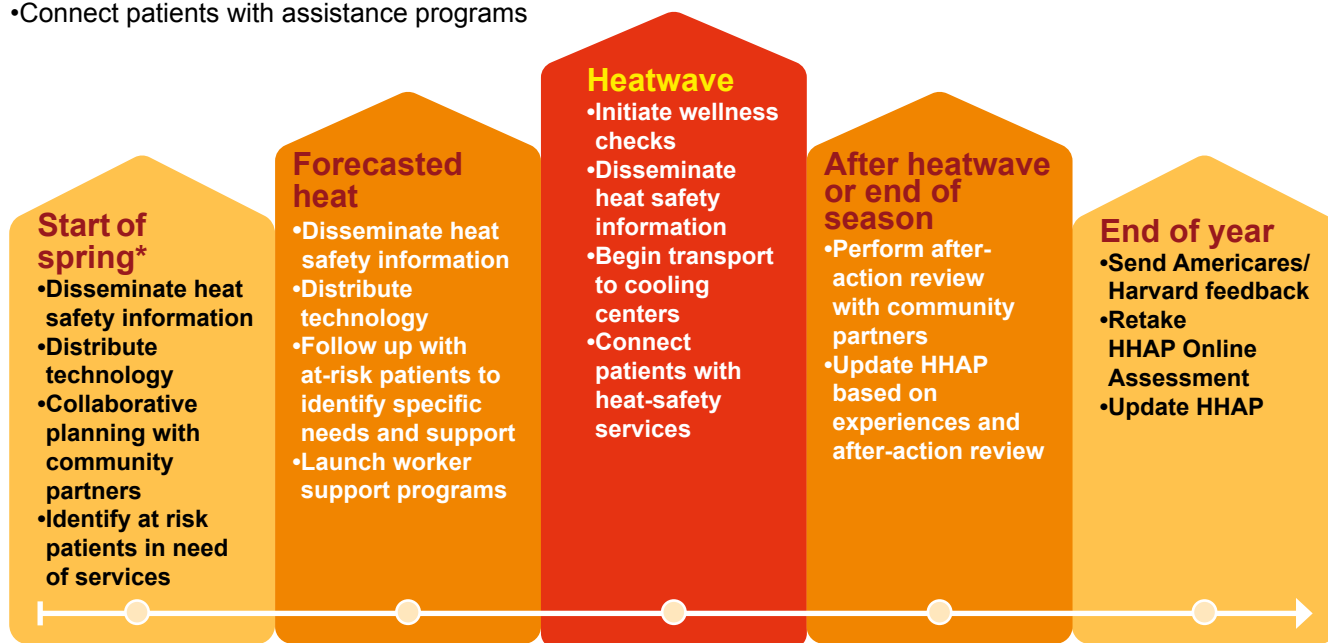 •Connect patients with assistance programs
Start of
spring*
•Disseminate heat
safety information
•Distribute
technology
•Collaborative
planning with
community
partners
•Identify at risk
patients in need
of services
Forecasted
heat
•Disseminate heat
safety information
•Distribute
technology
•Follow up with
at-risk patients to
identify specific
needs and support
•Launch worker
support programs
Heatwave
•Initiate wellness
checks
•Disseminate
heat safety
information
•Begin transport
to cooling
centers
•Connect
patients with
heat-safety
services
After heatwave
or end of
season
•Perform after-
action review
with community
partners
•Update HHAP
based on
experiences and
after-action review
End of year
•Send Americares/
Harvard feedback
•Retake
HHAP Online
Assessment
•Update HHAP